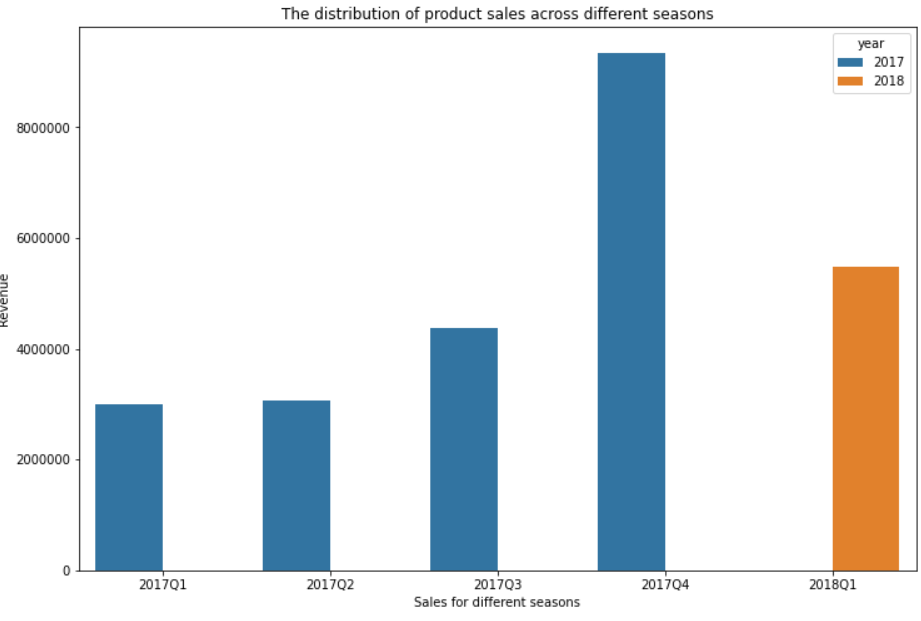 The distribution of product sales across different seasons
year
2017
2018
8000000
6000000
4000000
2000000
0
Revenue
2017Q1
2017Q2
2017Q3
2017Q4
2018Q1
Sales for different seasons